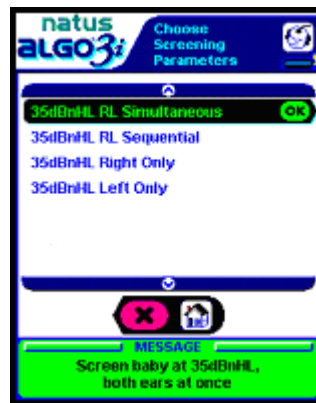 natus
ALGO3i
Choose
Screening
Parameters
35dBnHL RL Simultaneous OK
35dBnHL RL Sequential
35dBnHL Right Only
35dBnHL Left Only
MESSAGE
Screen baby at 35dBnHL,
both ears at once